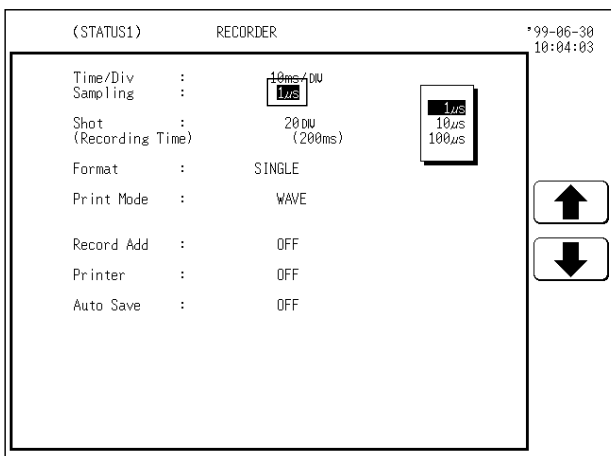 (STATUS1) RECORDER '99-06-30
10:04:03
Time/Div : 10ms/DIV
Sampling : 1µs
1µs
10µs
100µs
Shot : 20DIV
(Recording Time) (200ms)
Format : SINGLE
Print Mode : WAVE
Record Add : OFF
Printer : OFF
Auto Save : OFF